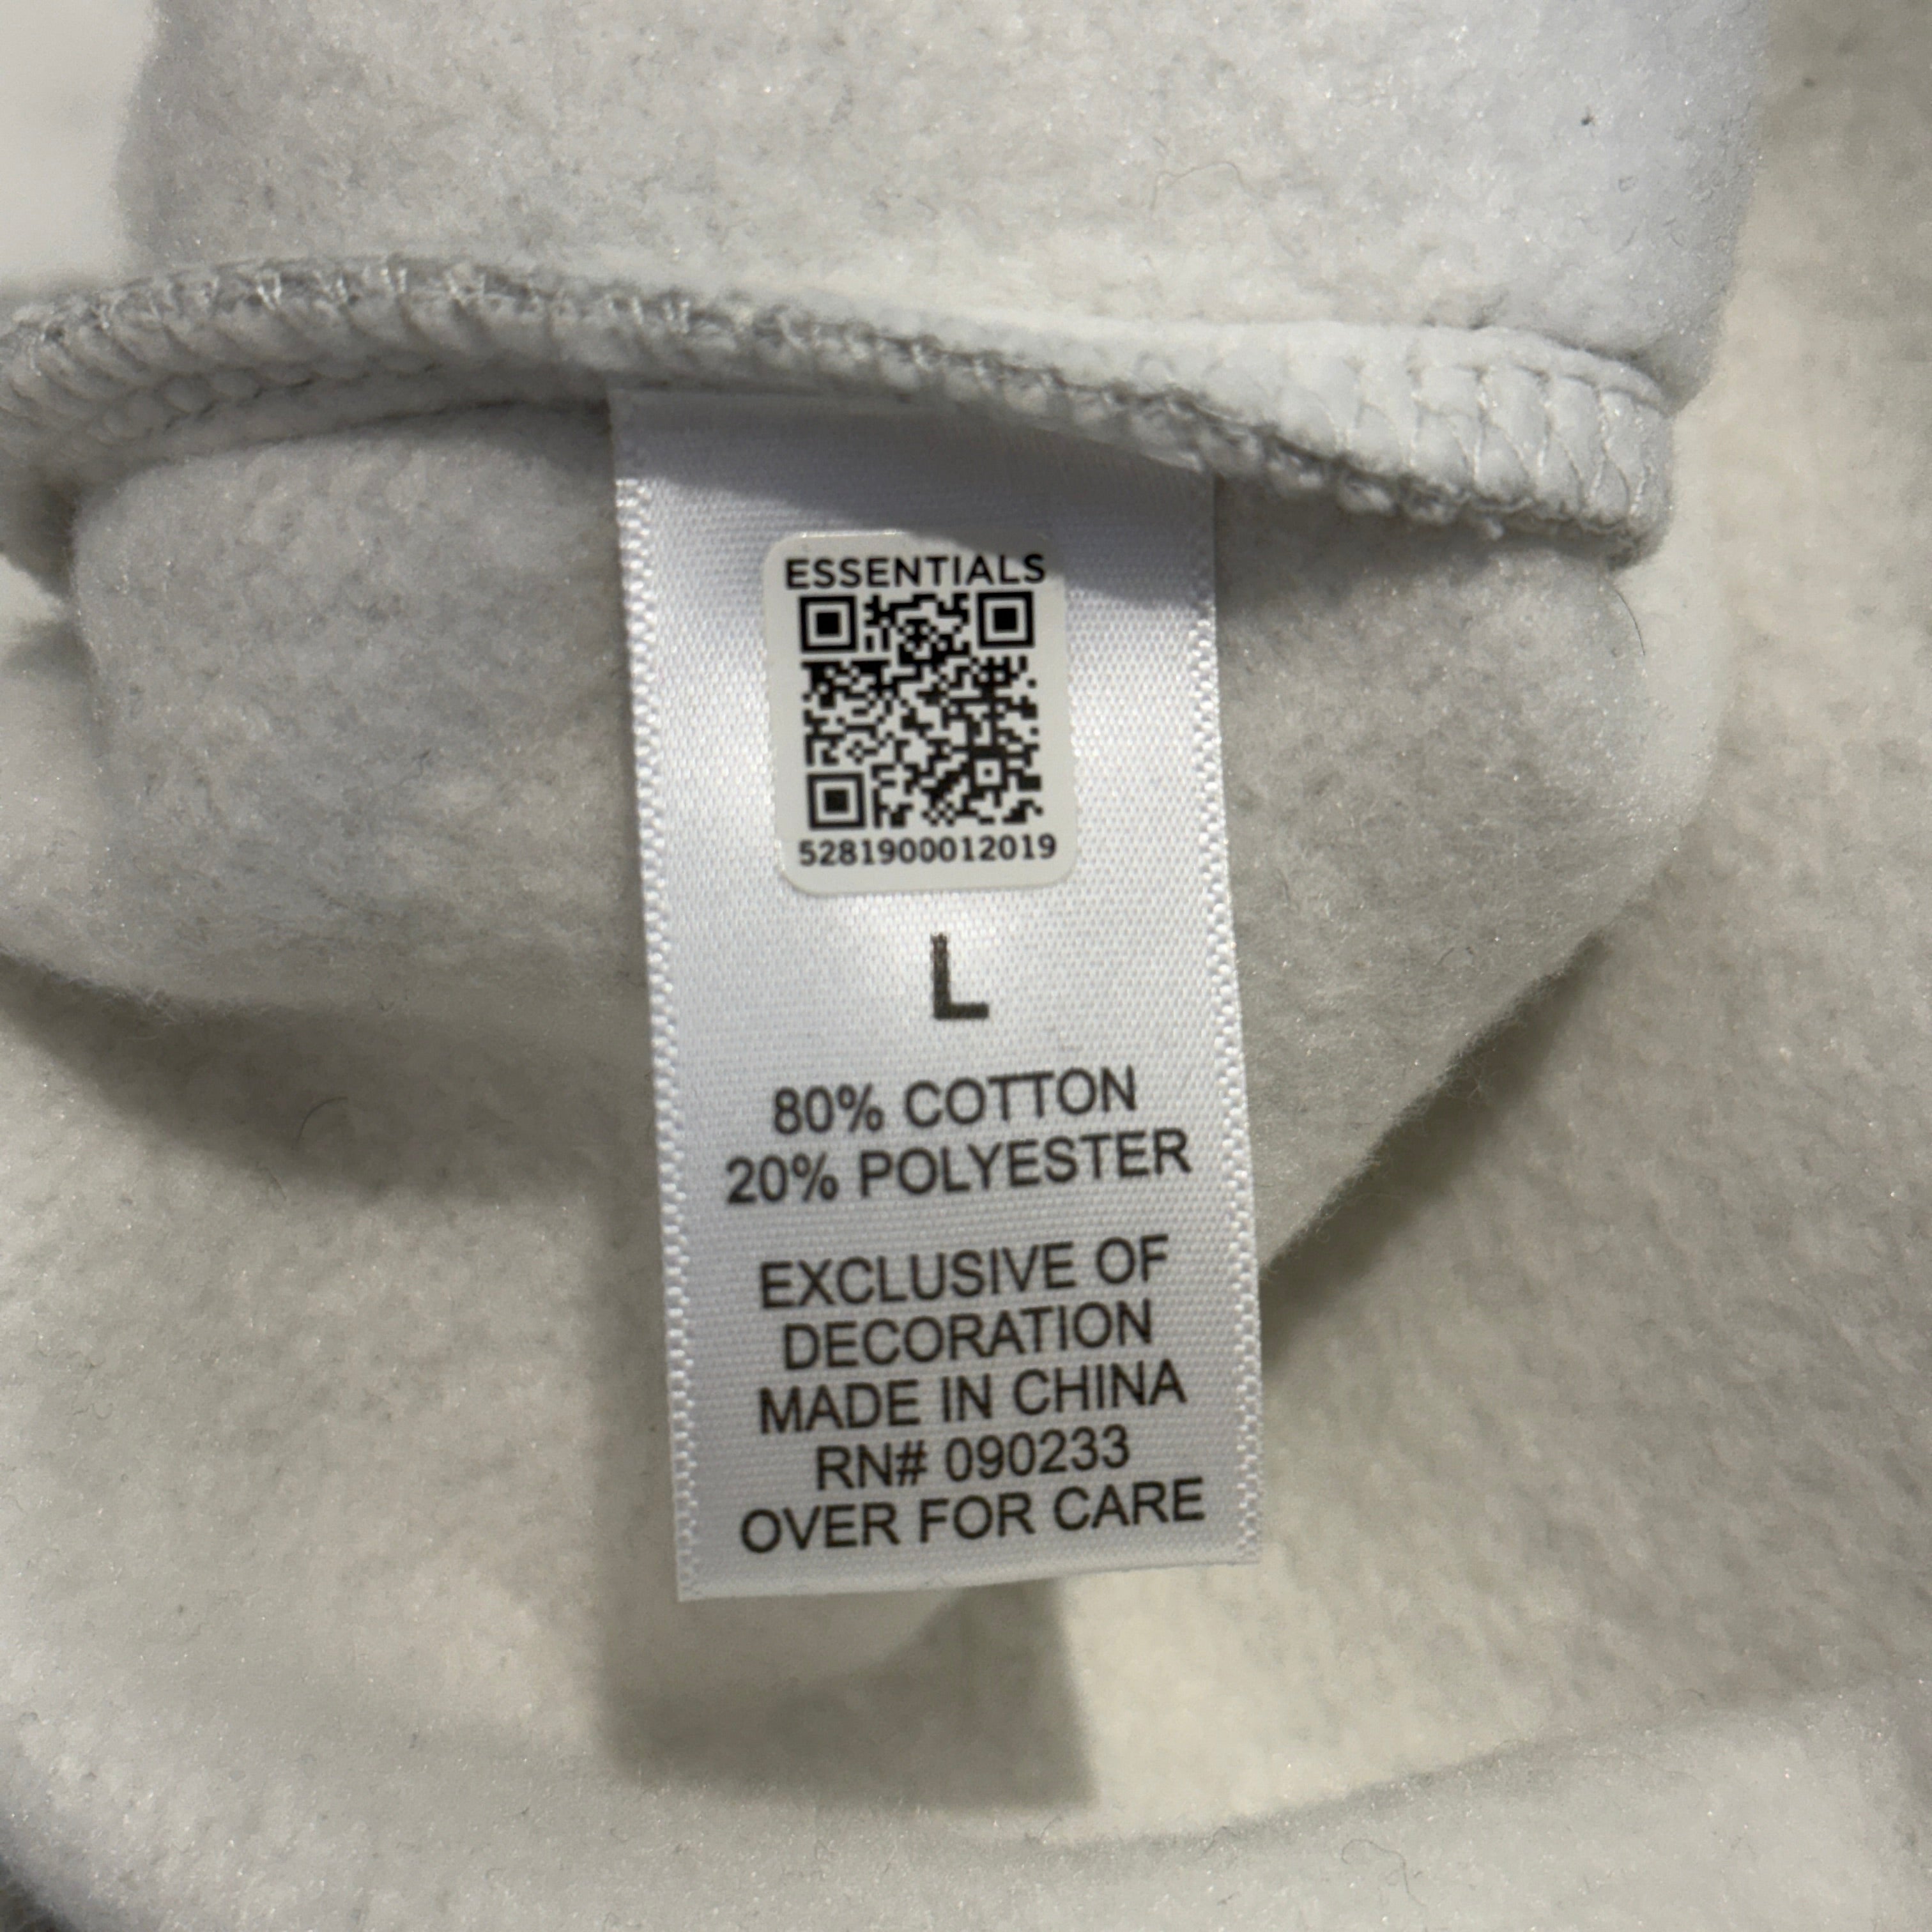 ESSENTIALS
5281900012019
L
80% COTTON
20% POLYESTER
EXCLUSIVE OF
DECORATION
MADE IN CHINA
RN# 090233
OVER FOR CARE